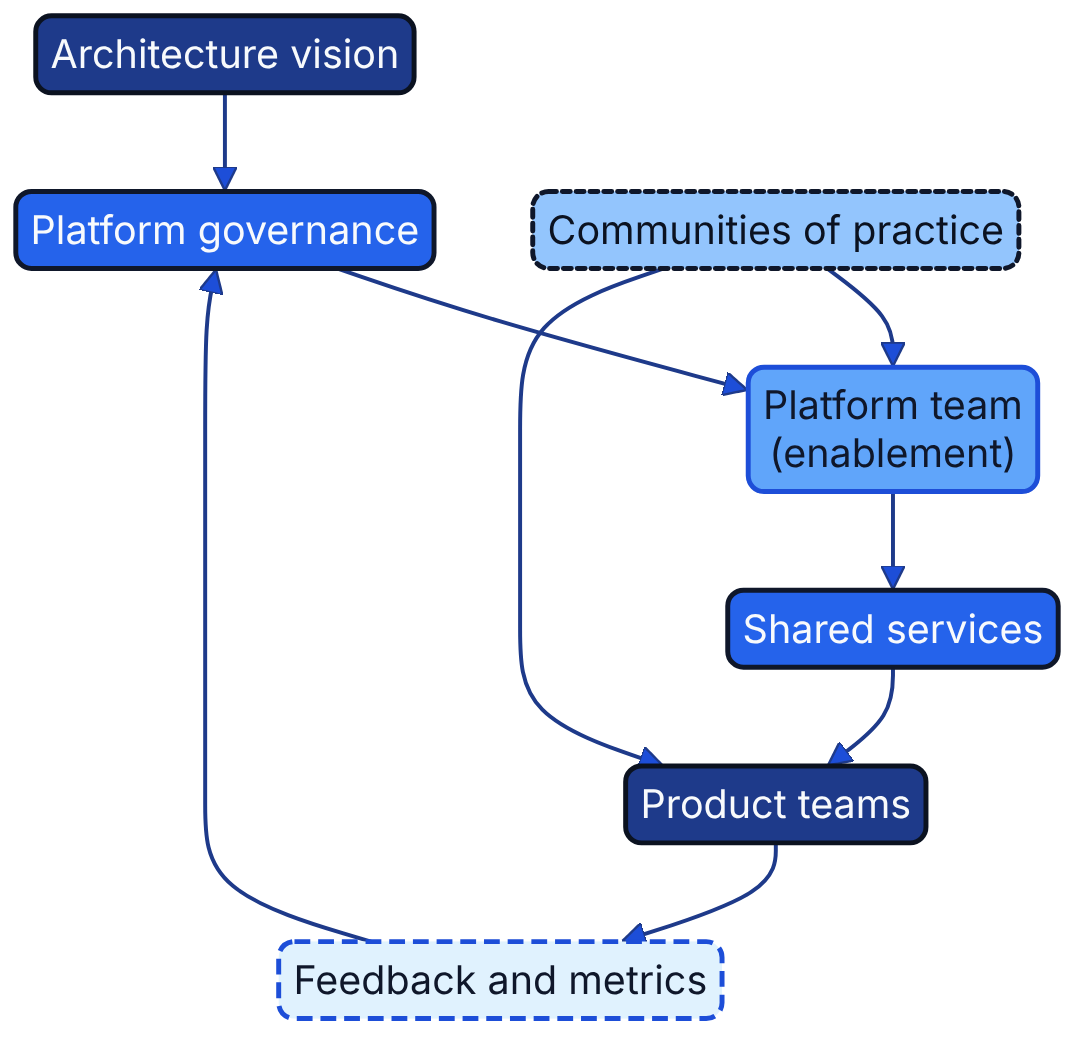 Architecture vision
Platform governance
Communities of practice
Platform team
(enablement)
Shared services
Product teams
Feedback and metrics